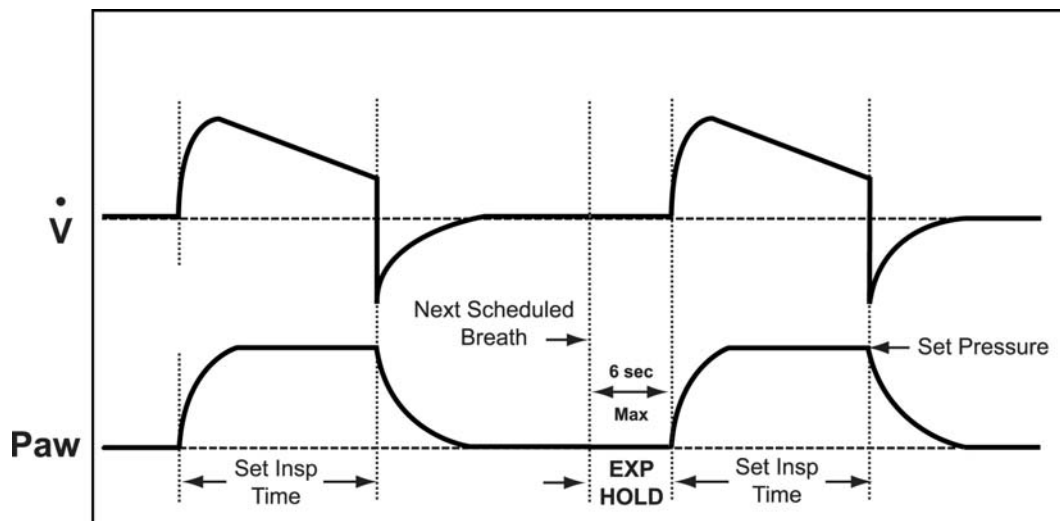 V̇
Next Scheduled
Breath
Set Pressure
6 sec
Max
Paw
Set Insp
Time
EXP
HOLD
Set Insp
Time